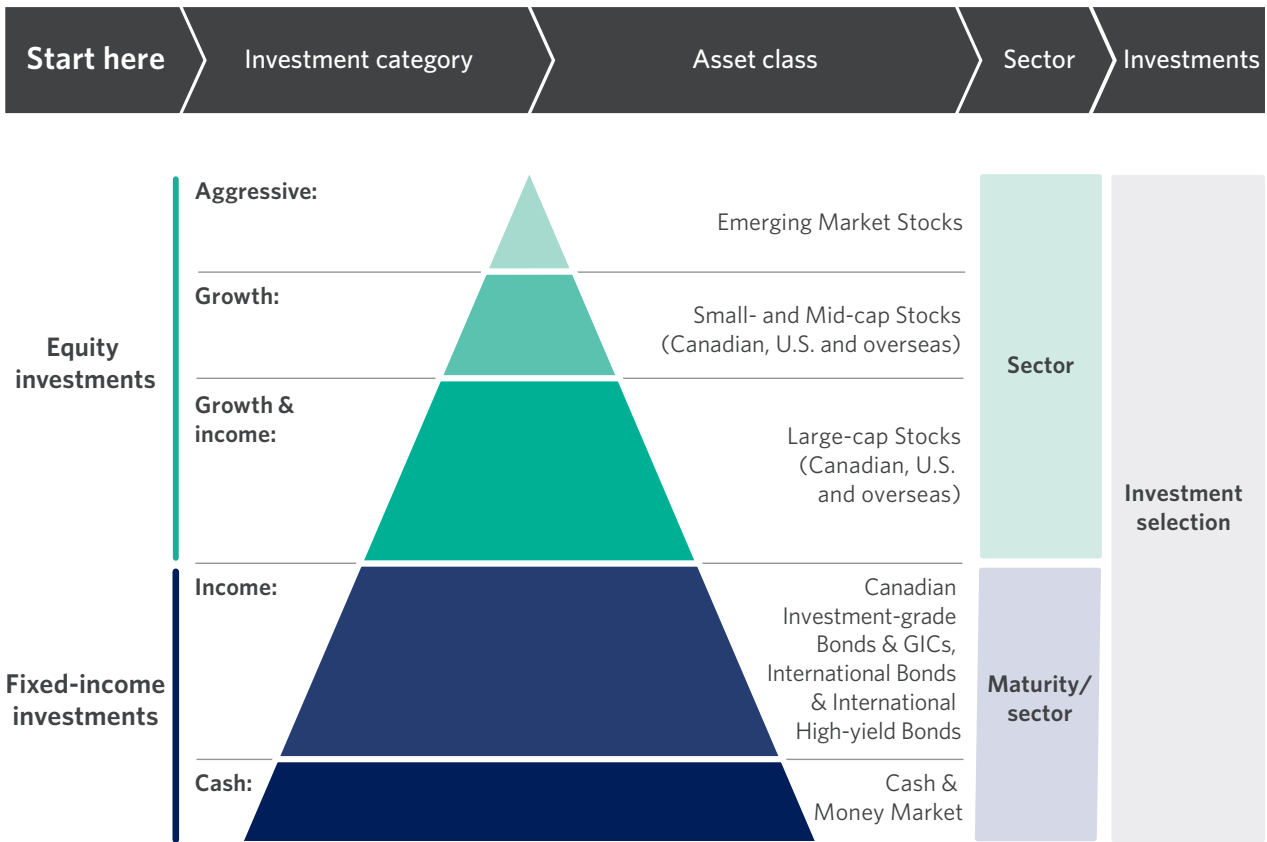 Start here
Investment category
Asset class
Sector
Investments
Equity
investments
Aggressive:
Emerging Market Stocks
Growth:
Small- and Mid-cap Stocks
(Canadian, U.S. and overseas)
Growth &
income:
Large-cap Stocks
(Canadian, U.S.
and overseas)
Sector
Fixed-income
investments
Income:
Canadian
Investment-grade
Bonds & GICs,
International Bonds
& International
High-yield Bonds
Cash:
Cash &
Money Market
Maturity/
sector
Investment
selection